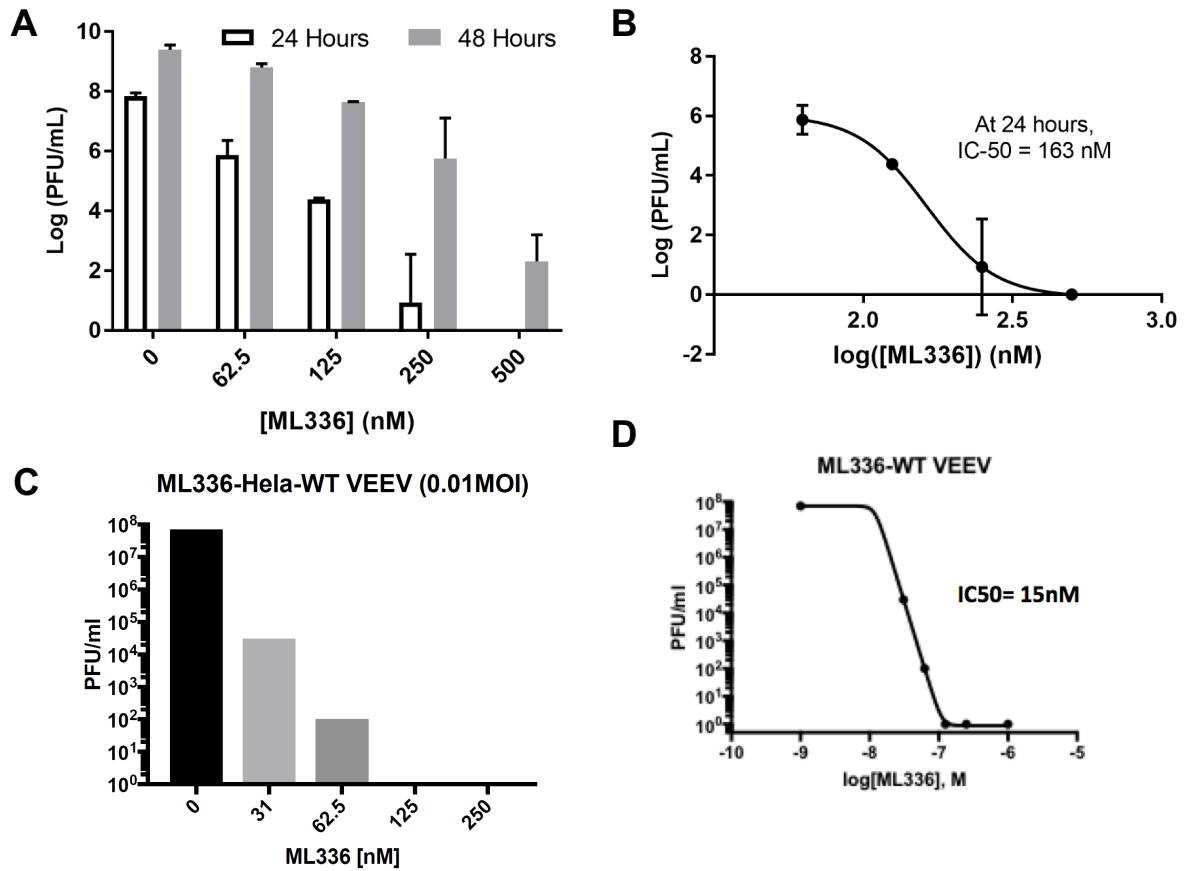 A
24 Hours
48 Hours
10
8
6
4
2
0
Log (PFU/mL)
0
62.5
125
250
500
[ML336] (nM)
B
8
6
4
2
0
-2
Log (PFU/mL)
At 24 hours,
IC-50 = 163 nM
2.0
2.5
3.0
log([ML336]) (nM)
C
ML336-Hela-WT VEEV (0.01MOI)
10⁸
10⁷
10⁶
10⁵
10⁴
10³
10²
10¹
10⁰
PFU/ml
0
31
62.5
125
250
ML336 [nM]
D
ML336-WT VEEV
10⁸
10⁷
10⁶
10⁵
10⁴
10³
10²
10¹
10⁰
PFU/ml
IC50= 15nM
-10
-9
-8
-7
-6
-5
log[ML336], M